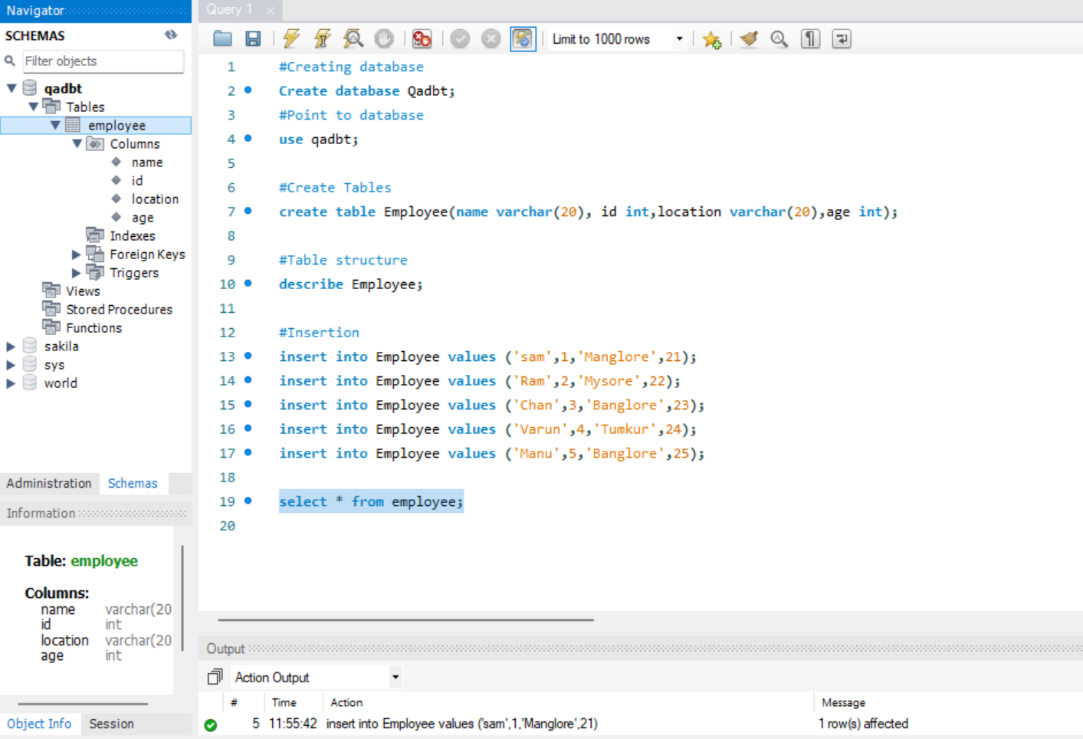 Navigator
SCHEMAS
Filter objects
qadbt
Tables
employee
Columns
name
id
location
age
Indexes
Foreign Keys
Triggers
Views
Stored Procedures
Functions
sakila
sys
world
Administration Schemas
Information
Table: employee
Columns:
name varchar(20
id int
location varchar(20
age int
Object Info Session
Query 1
Limit to 1000 rows
1 #Creating database
2 Create database Qadbt;
3 #Point to database
4 use qadbt;
5
6 #Create Tables
7 create table Employee(name varchar(20), id int,location varchar(20),age int);
8
9 #Table structure
10 describe Employee;
11
12 #Insertion
13 insert into Employee values ('sam',1,'Manglore',21);
14 insert into Employee values ('Ram',2,'Mysore',22);
15 insert into Employee values ('Chan',3,'Banglore',23);
16 insert into Employee values ('Varun',4,'Tumkur',24);
17 insert into Employee values ('Manu',5,'Banglore',25);
18
19 select * from employee;
20
Output
Action Output
# Time Action Message
5 11:55:42 insert into Employee values ('sam',1,'Manglore',21) 1 row(s) affected